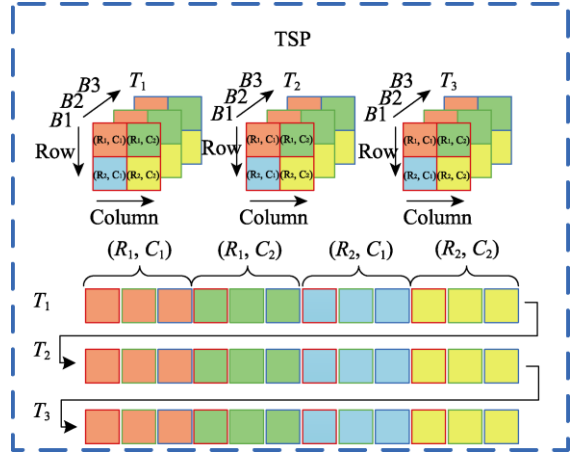 TSP
B3 T1 B3 T2 B3 T3
B2 B2 B2
B1 B1 B1
(R1, C1) (R1, C2) (R1, C1) (R1, C2) (R1, C1) (R1, C2)
Row Row Row
(R2, C1) (R2, C2) (R2, C1) (R2, C2) (R2, C1) (R2, C2)
Column Column Column
(R1, C1) (R1, C2) (R2, C1) (R2, C2)
T1
T2
T3